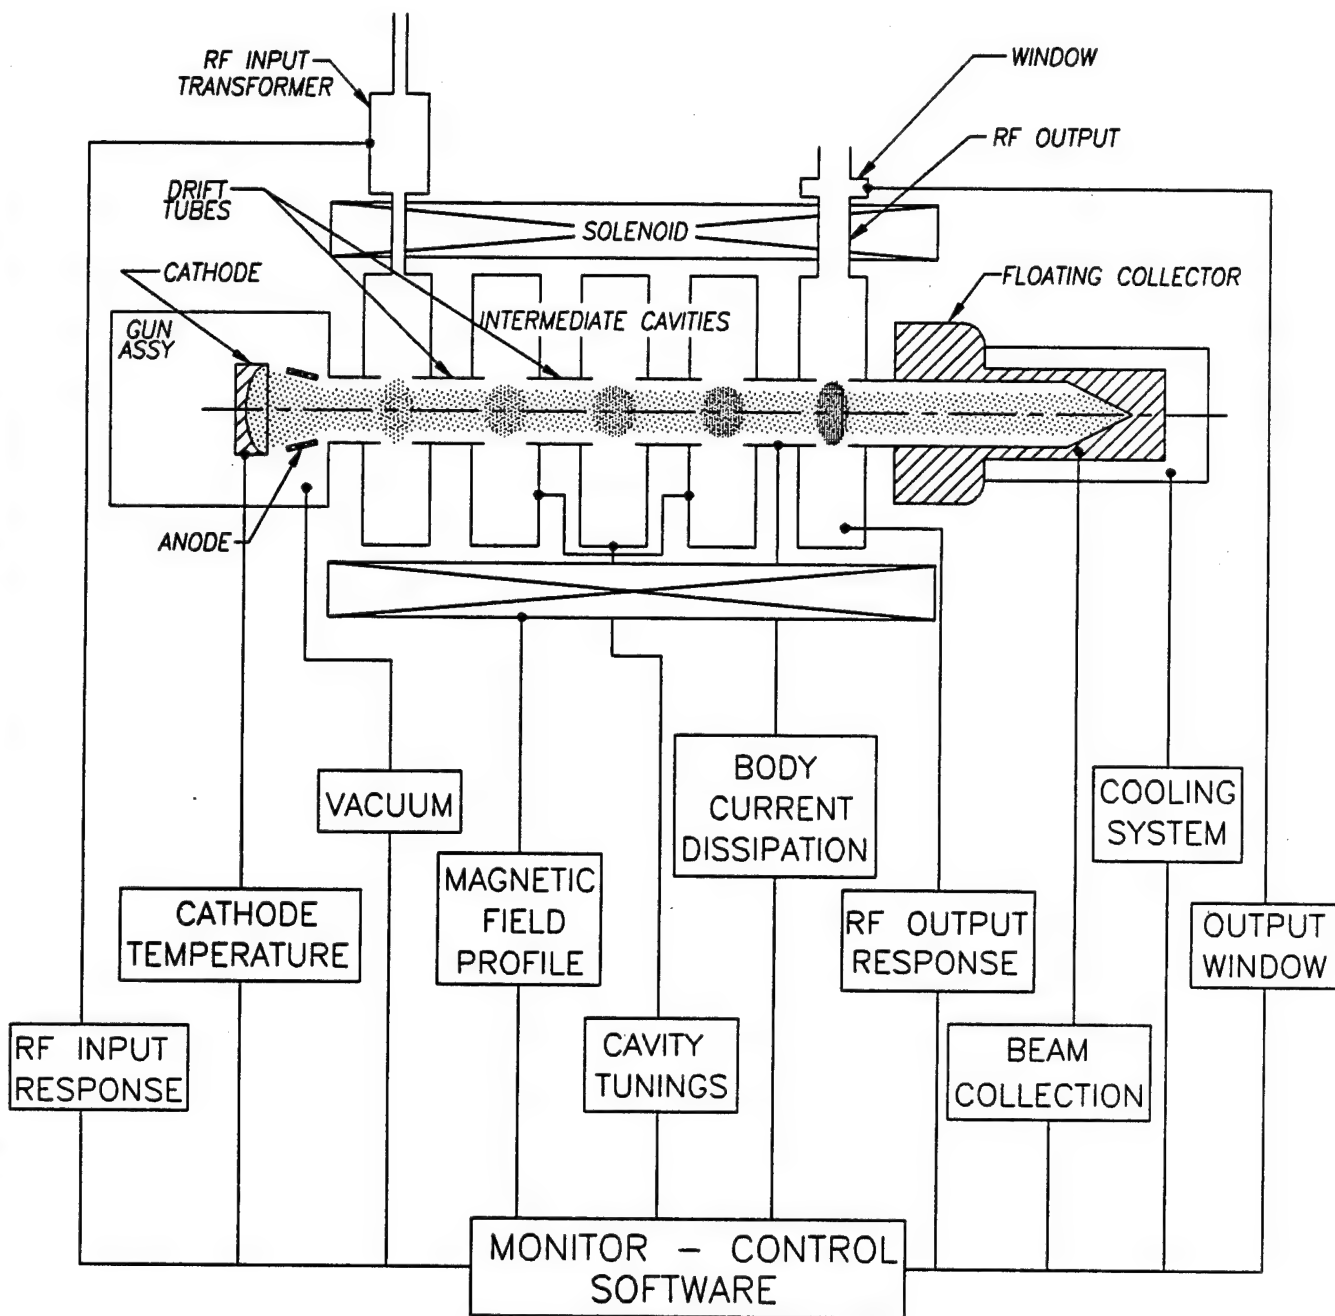 RF INPUT
TRANSFORMER
WINDOW
RF OUTPUT
DRIFT
TUBES
SOLENOID
CATHODE
FLOATING COLLECTOR
GUN
ASSY
INTERMEDIATE CAVITIES
ANODE
BODY
CURRENT
DISSIPATION
VACUUM
COOLING
SYSTEM
MAGNETIC
FIELD
PROFILE
CATHODE
TEMPERATURE
RF OUTPUT
RESPONSE
OUTPUT
WINDOW
RF INPUT
RESPONSE
CAVITY
TUNINGS
BEAM
COLLECTION
MONITOR - CONTROL
SOFTWARE